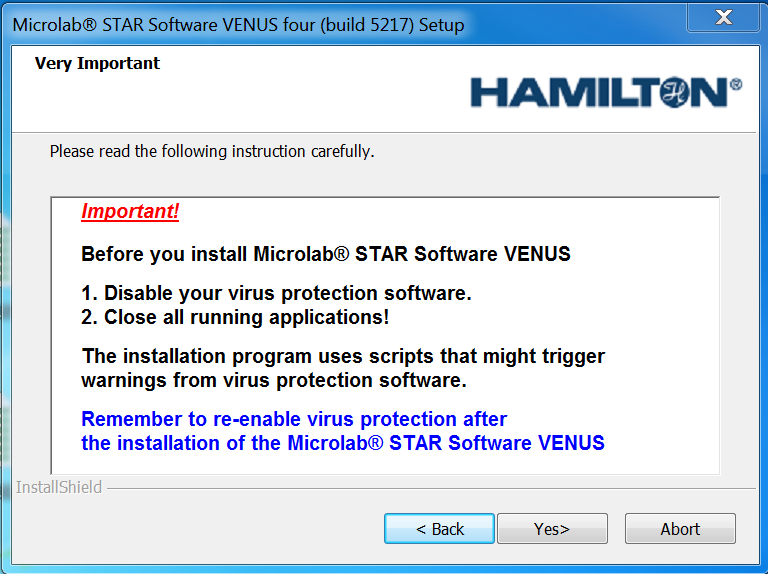 Microlab® STAR Software VENUS four (build 5217) Setup
Very Important
HAMILTON®
Please read the following instruction carefully.
Important!
Before you install Microlab® STAR Software VENUS
1. Disable your virus protection software.
2. Close all running applications!
The installation program uses scripts that might trigger
warnings from virus protection software.
Remember to re-enable virus protection after
the installation of the Microlab® STAR Software VENUS
InstallShield
< Back
Yes>
Abort